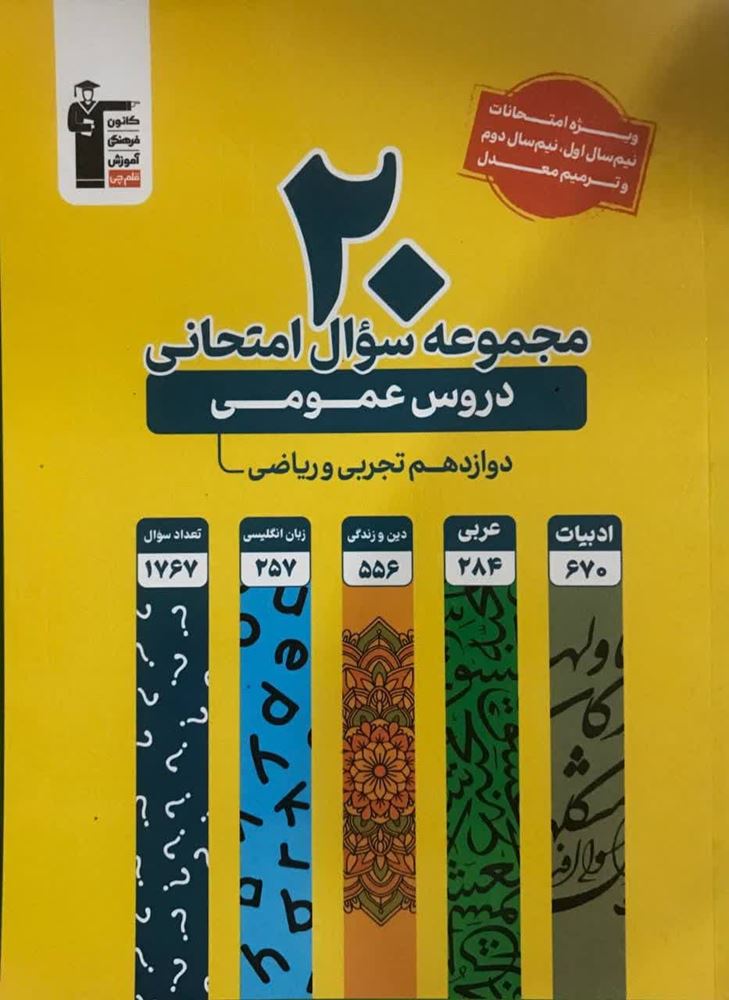 کانون
فرهنگی
آموزش
قلم‌چی
ویژه امتحانات
نیم‌سال اول، نیم‌سال دوم
و ترمیم معدل
۲۰
مجموعه سؤال امتحانی
دروس عمومی
دوازدهم تجربی و ریاضی
ادبیات
۶۷۰
عربی
۲۸۴
دین و زندگی
۵۵۶
زبان انگلیسی
۲۵۷
تعداد سؤال
۱۷۶۷